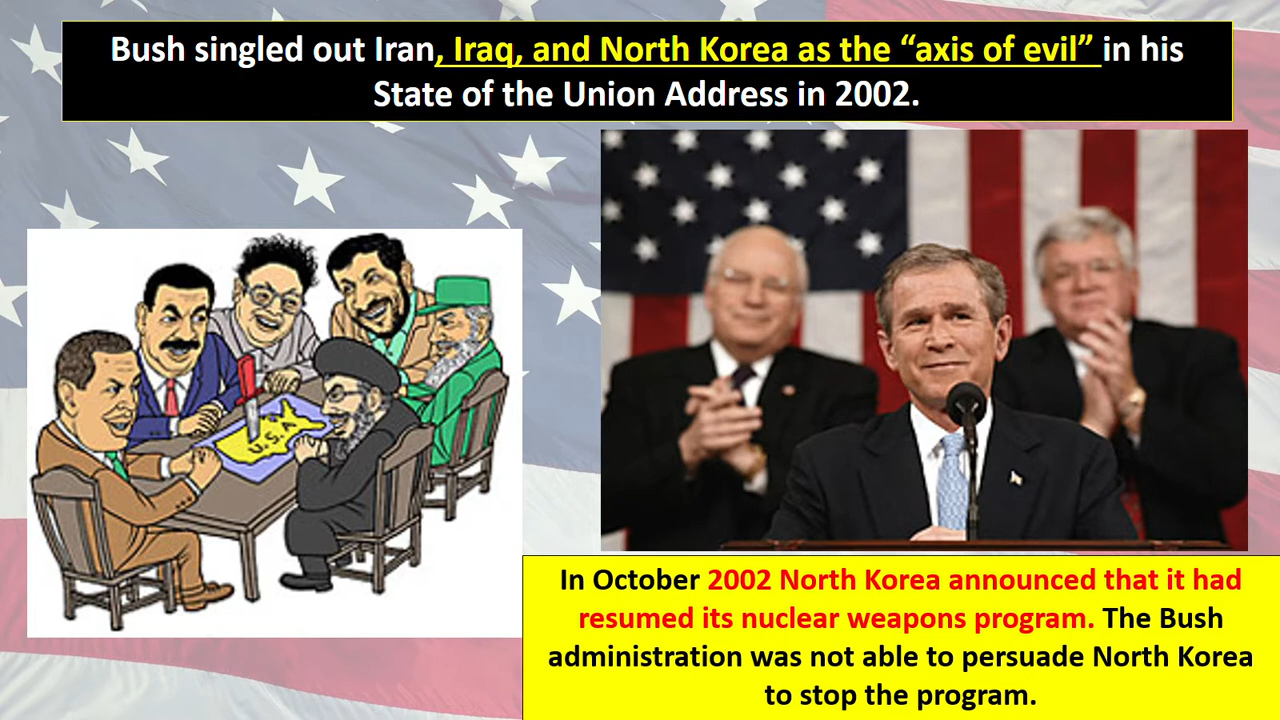 Bush singled out Iran, Iraq, and North Korea as the “axis of evil” in his
State of the Union Address in 2002.
U.S.A
In October 2002 North Korea announced that it had
resumed its nuclear weapons program. The Bush
administration was not able to persuade North Korea
to stop the program.